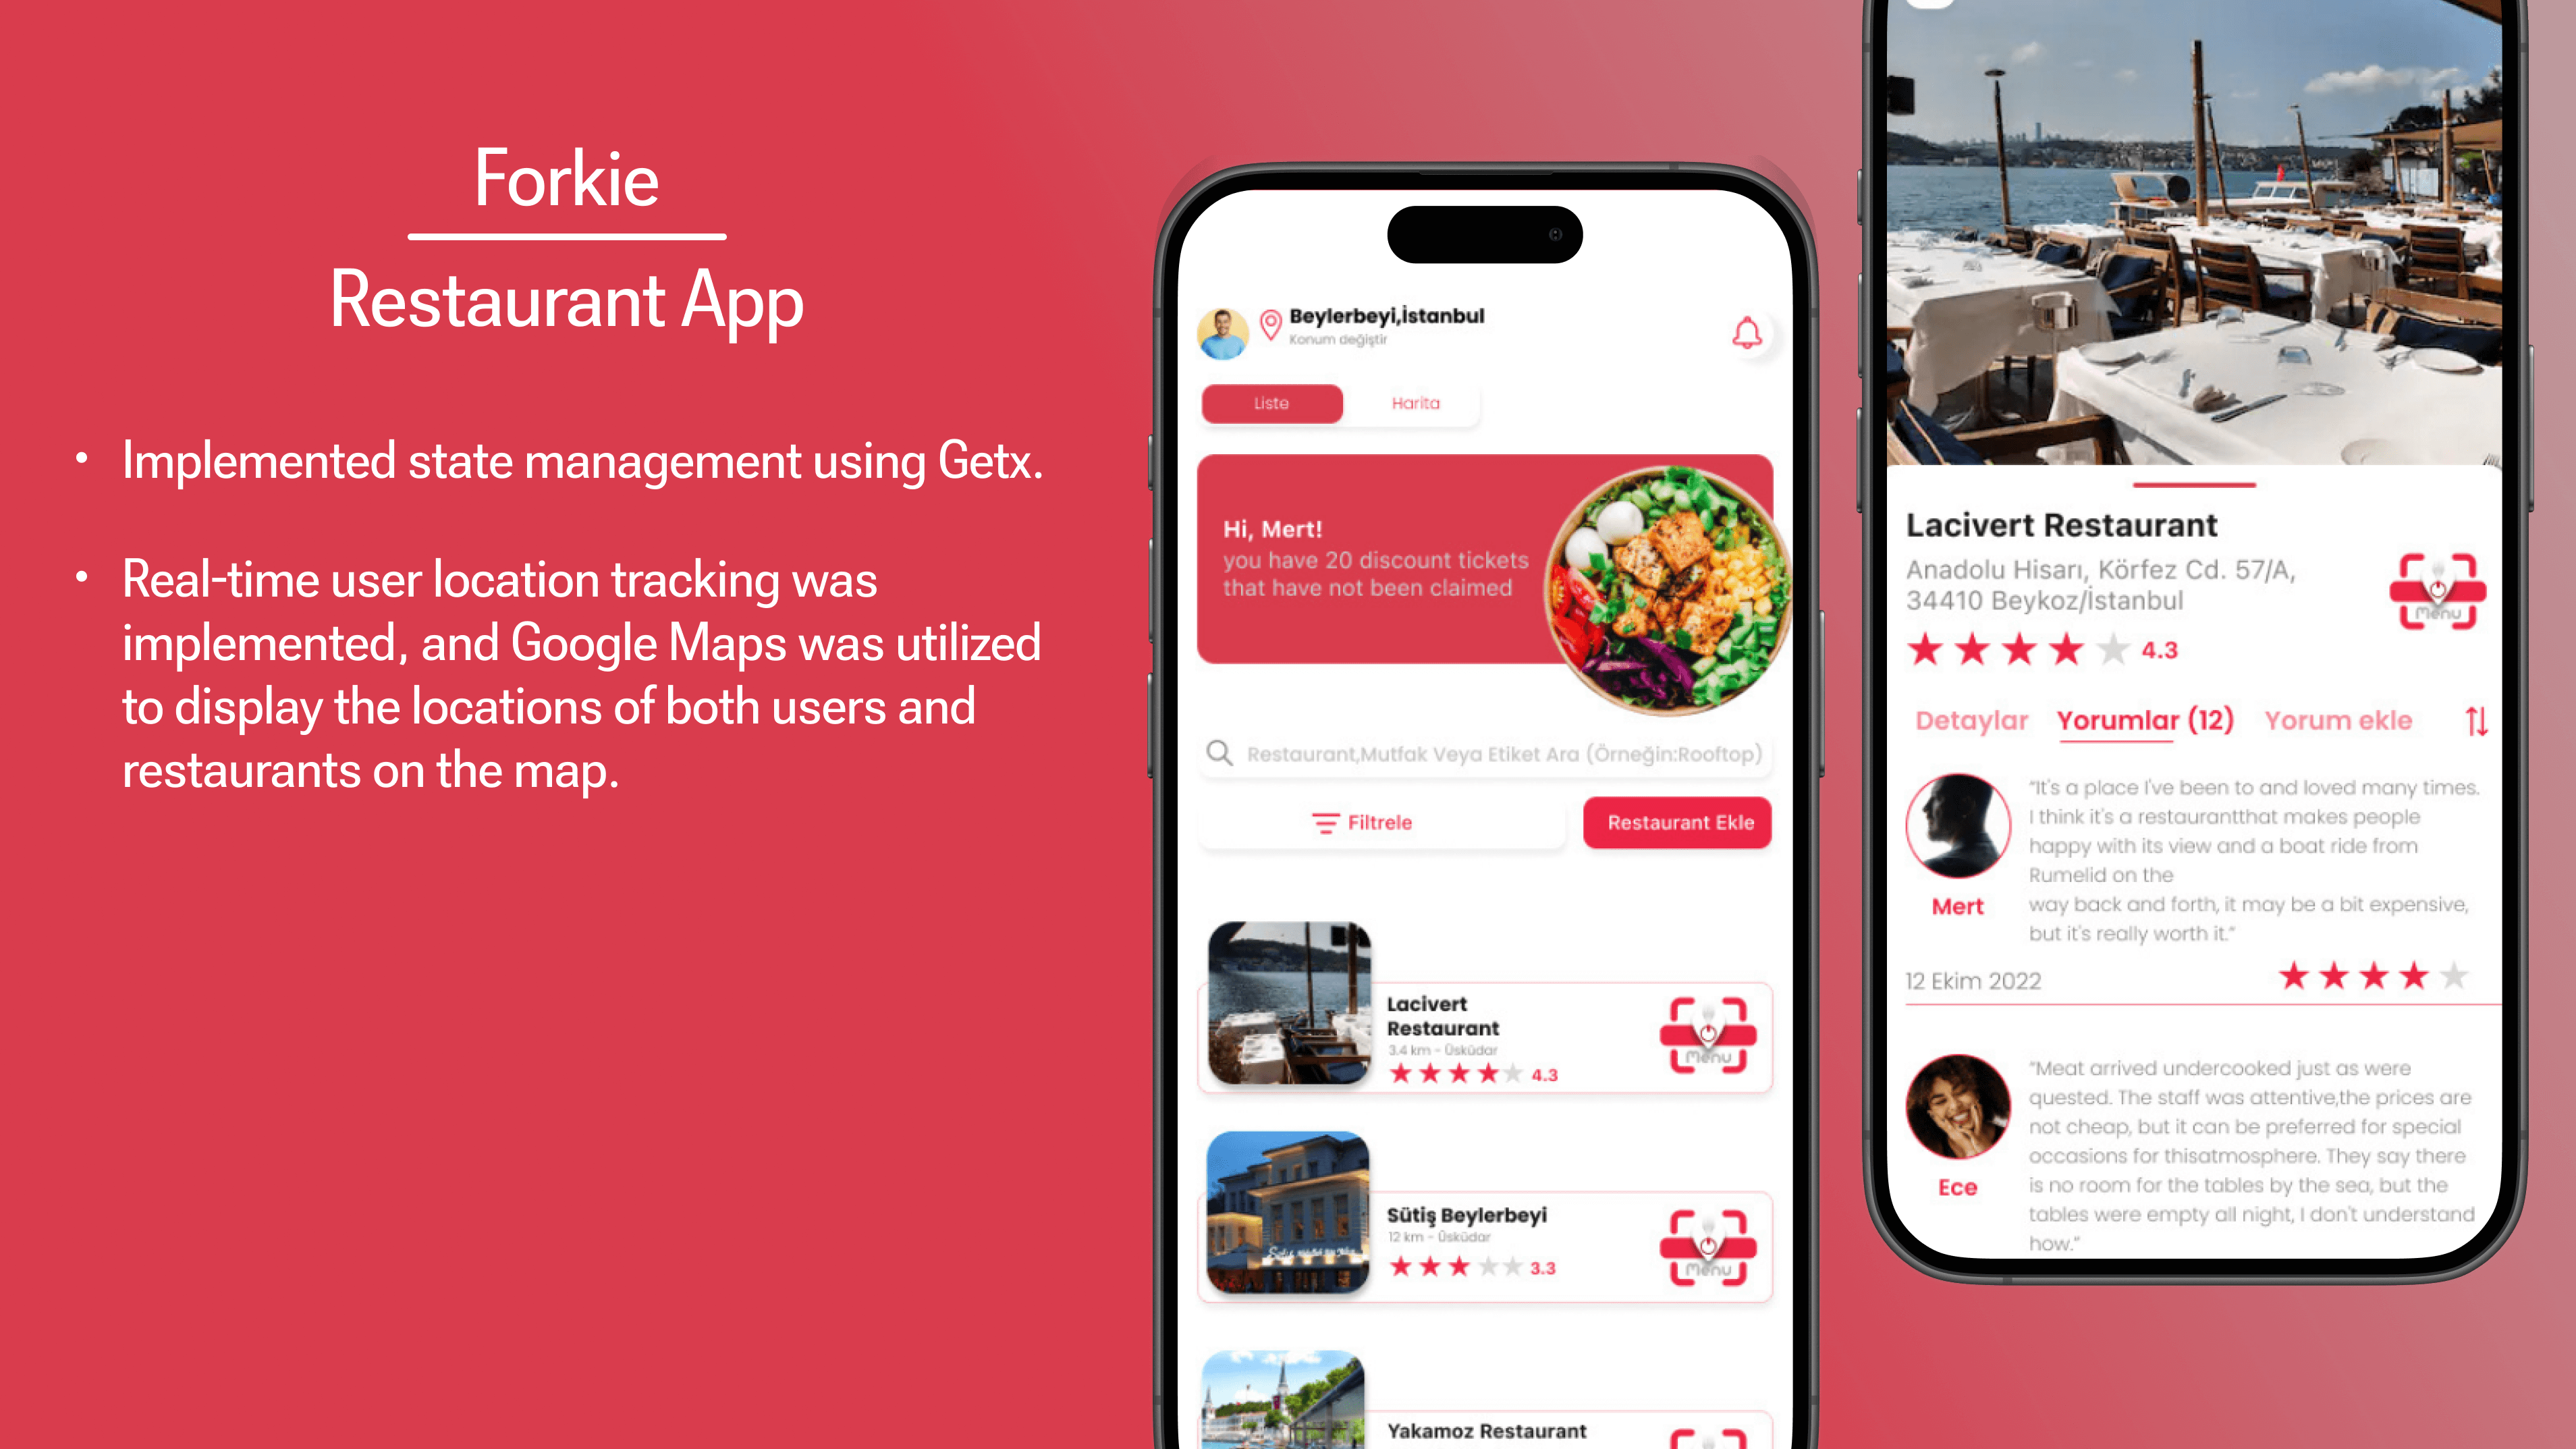 Forkie
Restaurant App
• Implemented state management using Getx.
• Real-time user location tracking was
implemented, and Google Maps was utilized
to display the locations of both users and
restaurants on the map.
Beylerbeyi,İstanbul
Konum değiştir
Liste
Harita
Hi, Mert!
you have 20 discount tickets
that have not been claimed
Restaurant,Mutfak Veya Etiket Ara (Örneğin:Rooftop)
Filtrele
Restaurant Ekle
Lacivert
Restaurant
3.4 km - Üsküdar
4.3
Menu
Sütiş Beylerbeyi
12 km - Üsküdar
3.3
Menu
Yakamoz Restaurant
Lacivert Restaurant
Anadolu Hisarı, Körfez Cd. 57/A,
34410 Beykoz/İstanbul
4.3
Menu
Detaylar
Yorumlar (12)
Yorum ekle
"It's a place I've been to and loved many times.
I think it's a restaurantthat makes people
happy with its view and a boat ride from
Rumelid on the
way back and forth, it may be a bit expensive,
but it's really worth it."
Mert
12 Ekim 2022
"Meat arrived undercooked just as were
quested. The staff was attentive,the prices are
not cheap, but it can be preferred for special
occasions for thisatmosphere. They say there
is no room for the tables by the sea, but the
tables were empty all night, I don't understand
how."
Ece